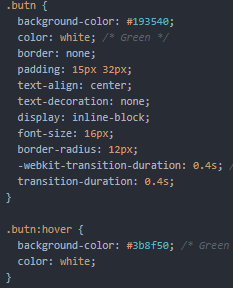 .butn {
background-color: #193540;
color: white; /* Green */
border: none;
padding: 15px 32px;
text-align: center;
text-decoration: none;
display: inline-block;
font-size: 16px;
border-radius: 12px;
-webkit-transition-duration: 0.4s; /
transition-duration: 0.4s;
}
.butn:hover {
background-color: #3b8f50; /* Green
color: white;
}